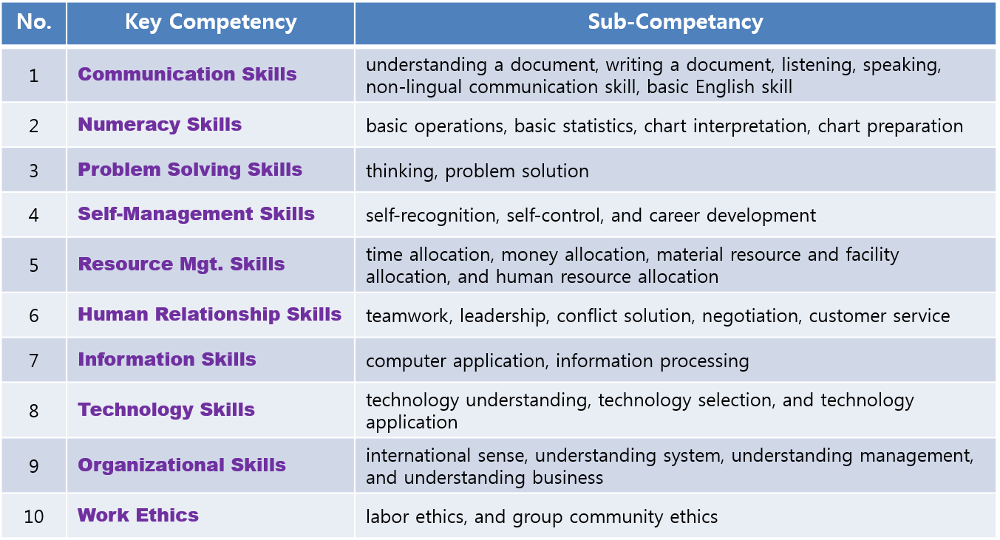 No. Key Competency Sub-Competancy
1 Communication Skills understanding a document, writing a document, listening, speaking,
non-lingual communication skill, basic English skill
2 Numeracy Skills basic operations, basic statistics, chart interpretation, chart preparation
3 Problem Solving Skills thinking, problem solution
4 Self-Management Skills self-recognition, self-control, and career development
5 Resource Mgt. Skills time allocation, money allocation, material resource and facility
allocation, and human resource allocation
6 Human Relationship Skills teamwork, leadership, conflict solution, negotiation, customer service
7 Information Skills computer application, information processing
8 Technology Skills technology understanding, technology selection, and technology
application
9 Organizational Skills international sense, understanding system, understanding management,
and understanding business
10 Work Ethics labor ethics, and group community ethics